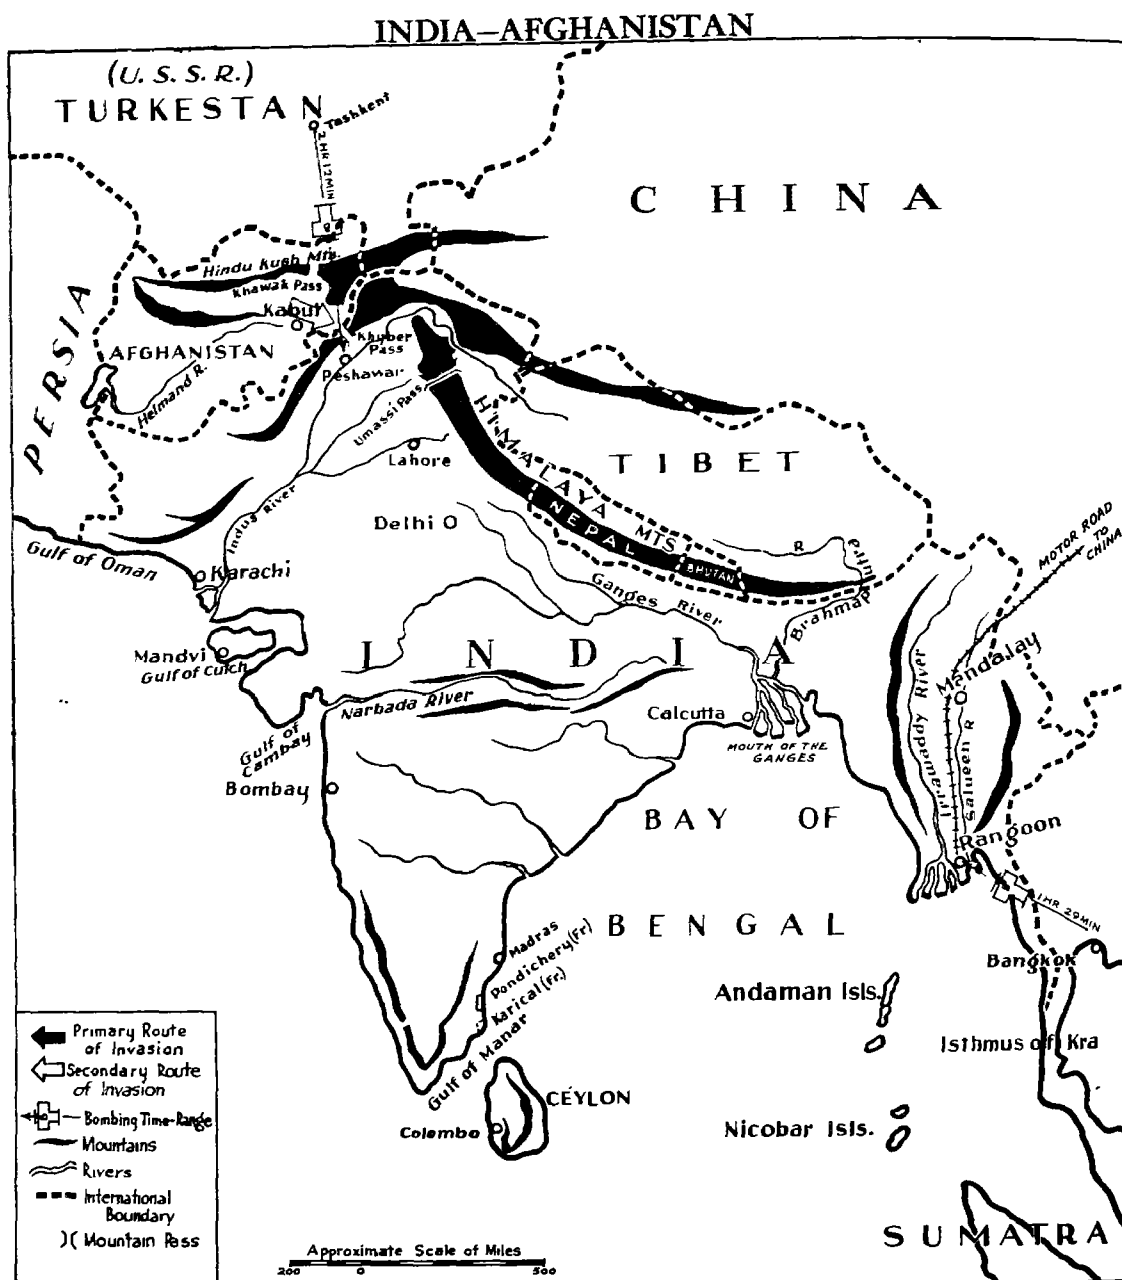 INDIA–AFGHANISTAN
(U. S. S. R.)
TURKESTAN
Tashkent
2 HR 12 MIN
CHINA
Hindu Kush Mts.
Khawak Pass
Kabul
PERSIA
AFGHANISTAN
Khyber
Pass
Peshawar
Helmand R.
Umassi Pass
Lahore
HIMALAYA MTS
TIBET
NEPAL
BHUTAN
Indus River
Delhi
Gulf of Oman
Karachi
Ganges River
R
Brahmaputra
MOTOR ROAD
TO
CHINA
Mandvi
Gulf of Cutch
INDIA
Narbada River
Calcutta
MOUTH OF THE
GANGES
Mandalay
Irrawaddy River
Salueen R
Gulf of
Cambay
Bombay
BAY OF
BENGAL
Rangoon
1 HR 29 MIN
Bangkok
Madras
Pondichery (Fr)
Karical (Fr.)
Gulf of Manar
Andaman Isls.
Isthmus of Kra
CEYLON
Colembo
Nicobar Isls.
SUMATRA
Primary Route
of Invasion
Secondary Route
of Invasion
Bombing Time-Range
Mountains
Rivers
International
Boundary
Mountain Pass
Approximate Scale of Miles
200 0 500